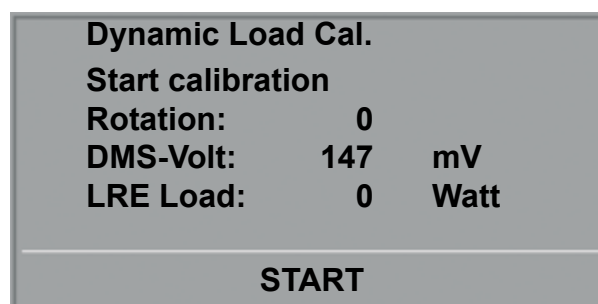 Dynamic Load Cal.
Start calibration
Rotation: 0
DMS-Volt: 147 mV
LRE Load: 0 Watt
START